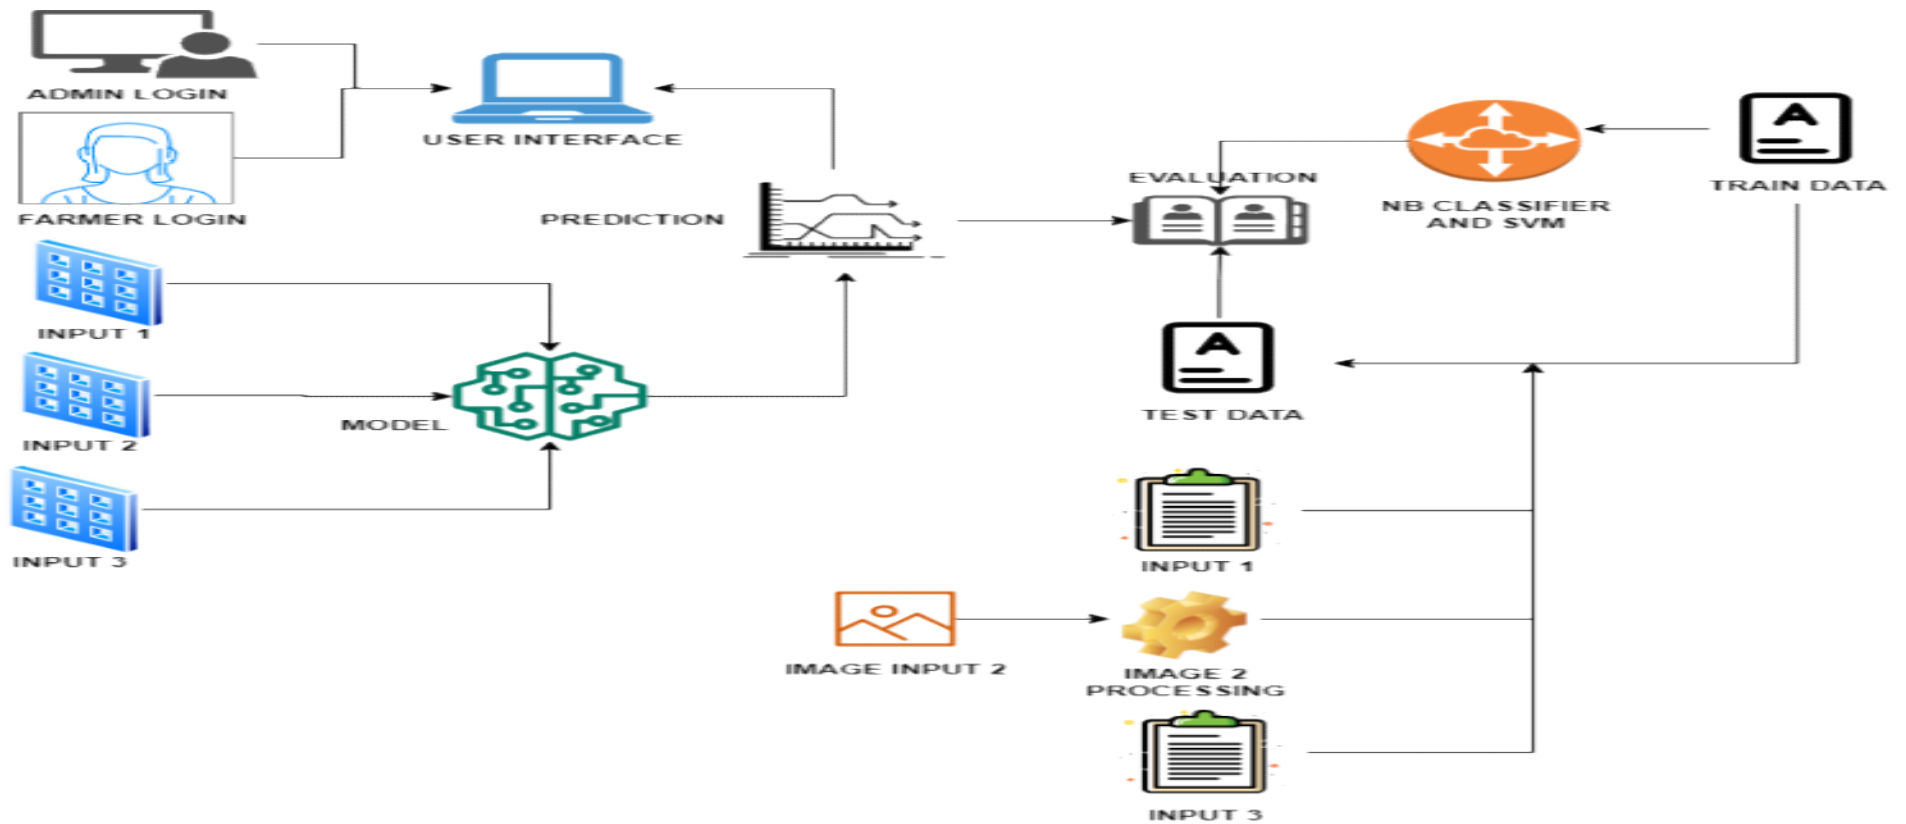 ADMIN LOGIN
USER INTERFACE
FARMER LOGIN
INPUT 1
INPUT 2
INPUT 3
MODEL
PREDICTION
EVALUATION
NB CLASSIFIER
AND SVM
A
TRAIN DATA
A
TEST DATA
INPUT 1
IMAGE INPUT 2
IMAGE 2
PROCESSING
INPUT 3